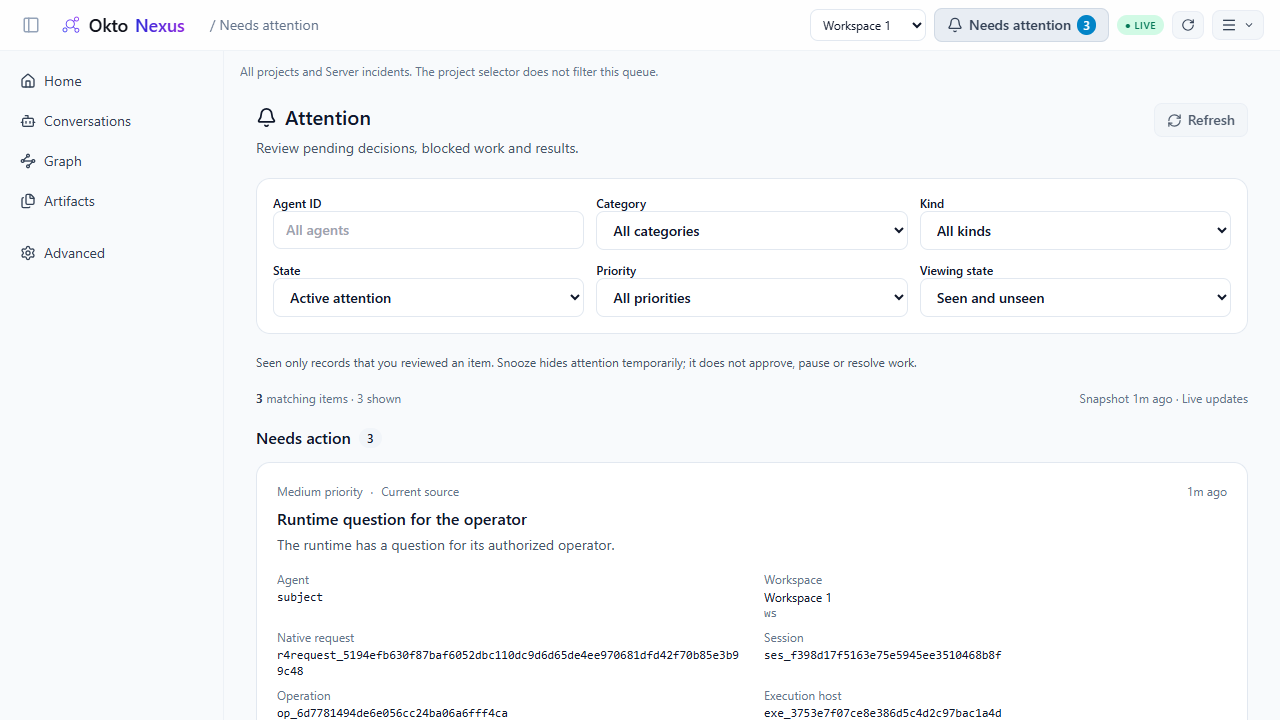 Okto Nexus / Needs attention Workspace 1 Needs attention 3 LIVE
All projects and Server incidents. The project selector does not filter this queue.
Home
Conversations
Graph
Artifacts
Advanced
Attention
Refresh
Review pending decisions, blocked work and results.
Agent ID Category Kind
All agents All categories All kinds
State Priority Viewing state
Active attention All priorities Seen and unseen
Seen only records that you reviewed an item. Snooze hides attention temporarily; it does not approve, pause or resolve work.
3 matching items · 3 shown Snapshot 1m ago · Live updates
Needs action 3
Medium priority · Current source 1m ago
Runtime question for the operator
The runtime has a question for its authorized operator.
Agent Workspace
subject Workspace 1
ws
Native request Session
r4request_5194efb630f87baf6052dbc110dc9d6d65de4ee970681dfd42f70b85e3b9 ses_f398d17f5163e75e5945ee3510468b8f
9c48
Operation Execution host
op_6d7781494de6e056cc24ba06a6fff4ca exe_3753e7f07ce8e386d5c4d2c97bac1a4d